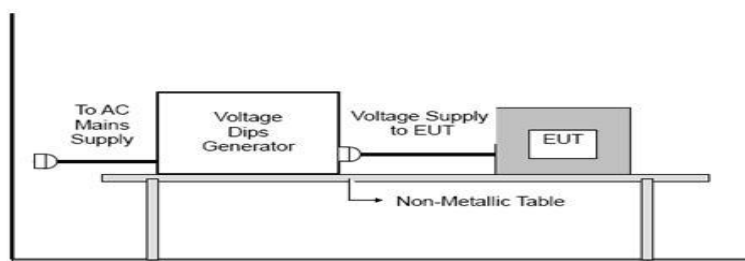 To AC
Mains
Supply
Voltage
Dips
Generator
Voltage Supply
to EUT
EUT
Non-Metallic Table